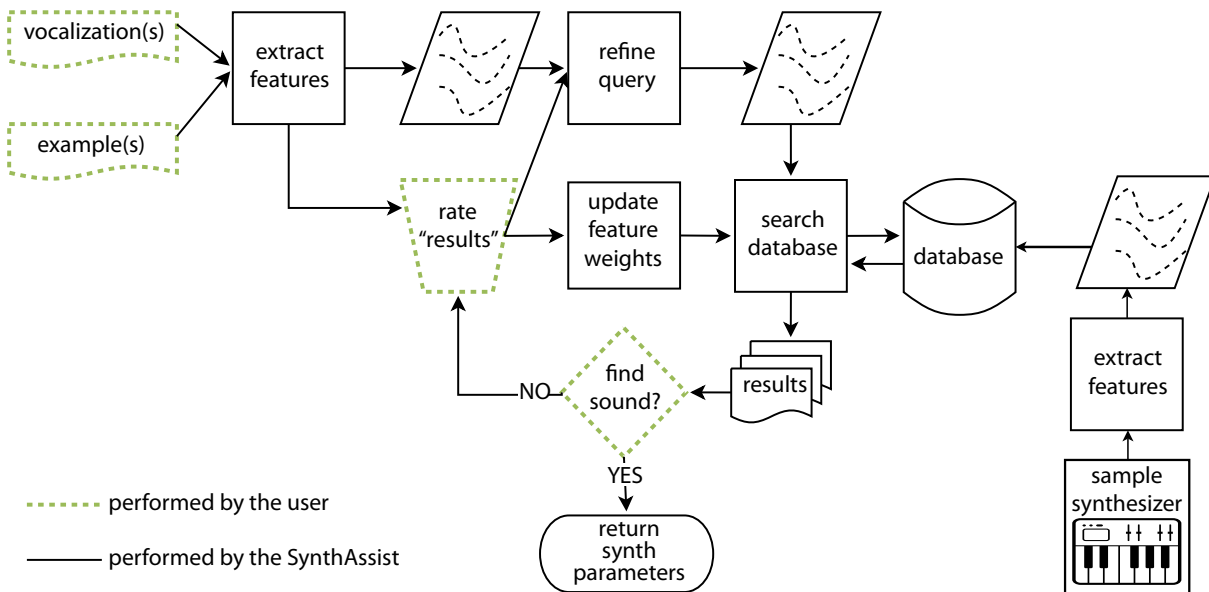 vocalization(s)
example(s)
extract
features
refine
query
rate
“results”
update
feature
weights
search
database
database
extract
features
sample
synthesizer
results
find
sound?
NO
YES
return
synth
parameters
performed by the user
performed by the SynthAssist